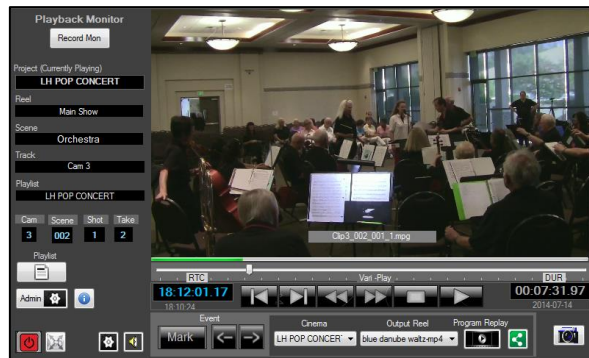 Playback Monitor
Record Mon
Project (Currently Playing)
LH POP CONCERT
Reel
Main Show
Scene
Orchestra
Track
Cam 3
Playlist
LH POP CONCERT
Cam Scene Shot Take
3 002 1 2
Playlist
Admin
Clip3_002_001_1.mpg
RTC Vari -Play DUR
18:12:01.17 00:07:31.97
18:10:24 2014-07-14
Event
Mark <-- -->
Cinema Output Reel Program Replay
LH POP CONCERT blue danube waltz-mp4